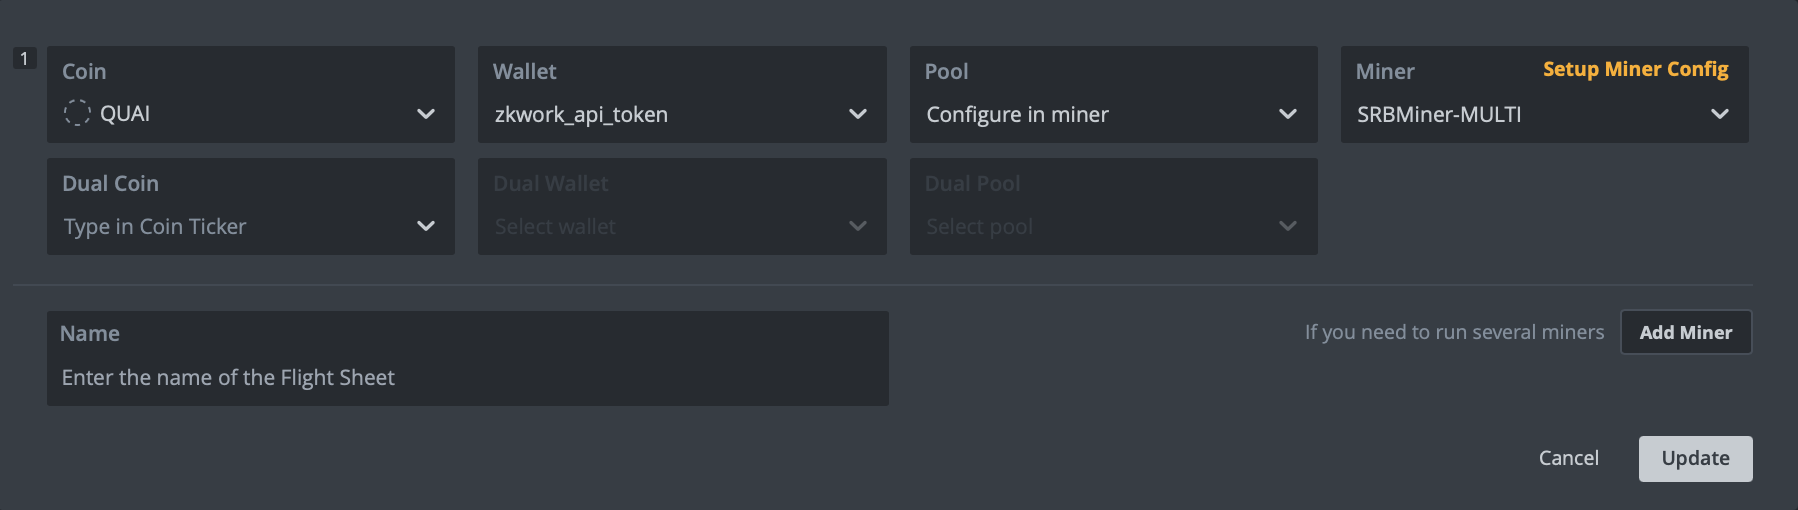 1
Coin
QUAI
Wallet
zkwork_api_token
Pool
Configure in miner
Miner
Setup Miner Config
SRBMiner-MULTI
Dual Coin
Type in Coin Ticker
Dual Wallet
Select wallet
Dual Pool
Select pool
Name
Enter the name of the Flight Sheet
If you need to run several miners
Add Miner
Cancel
Update